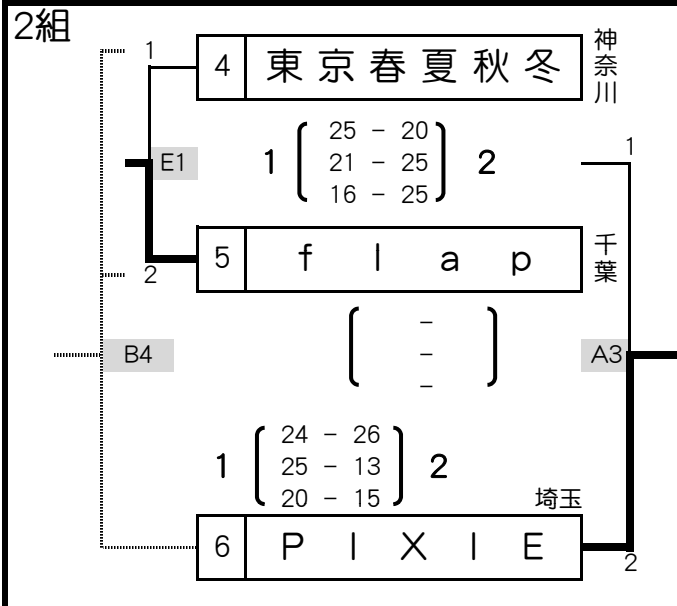 2組
1
4 東京春夏秋冬 神奈川
25 － 20
E1 1 21 － 25 2 1
16 － 25
5 flap 千葉
2
－
B4 － A3
－
24 － 26
1 25 － 13 2
20 － 15 埼玉
6 PIXIE
2